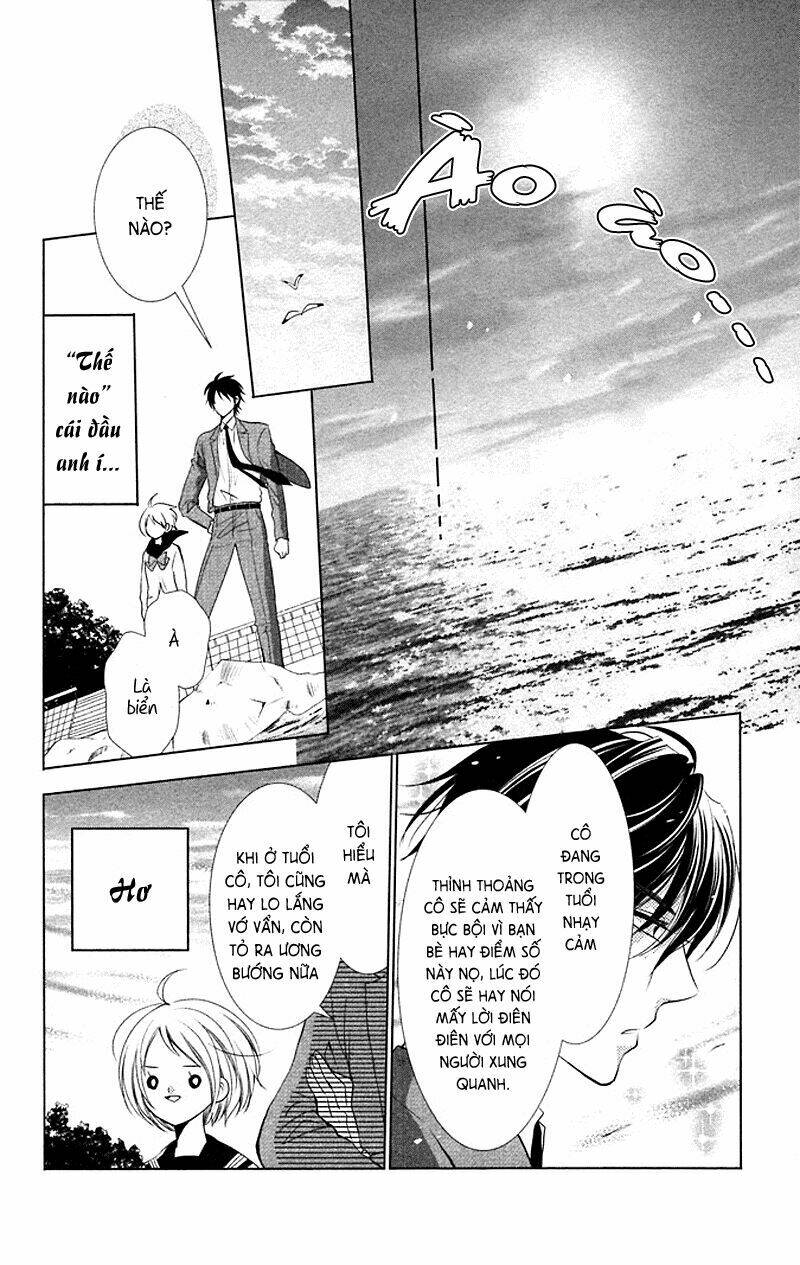 Ào
ào
THẾ
NÀO?
"Thế
nào"
cái đầu
anh í...
À
Là
biển
CÔ
ĐANG
TRONG
TUỔI
NHẠY
CẢM
THỈNH THOẢNG
CÔ SẼ CẢM THẤY
BỰC BỘI VÌ BẠN
BÈ HAY ĐIỂM SỐ
NÀY NỌ, LÚC ĐÓ
CÔ SẼ HAY NÓI
MẤY LỜI ĐIÊN
ĐIÊN VỚI MỌI
NGƯỜI XUNG
QUANH.
TÔI
HIỂU
MÀ
KHI Ở TUỔI
CÔ, TÔI CŨNG
HAY LO LẮNG
VỚ VẨN, CÒN
TỎ RA ƯƠNG
BƯỚNG NỮA
Hơ